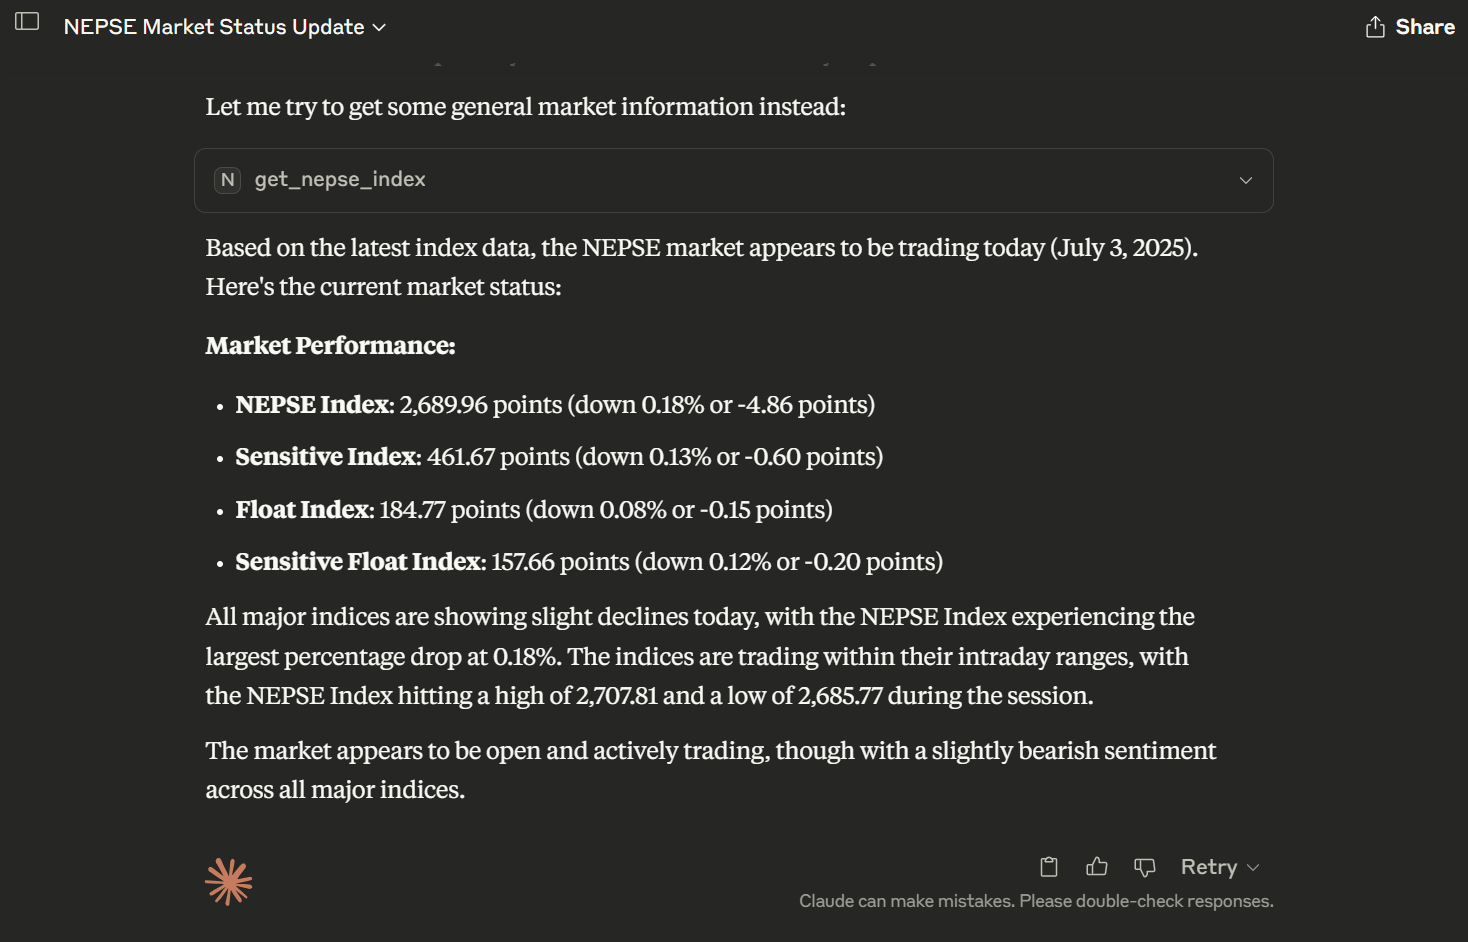 NEPSE Market Status Update
Share
Let me try to get some general market information instead:
N get_nepse_index
Based on the latest index data, the NEPSE market appears to be trading today (July 3, 2025).
Here's the current market status:
Market Performance:
• NEPSE Index: 2,689.96 points (down 0.18% or -4.86 points)
• Sensitive Index: 461.67 points (down 0.13% or -0.60 points)
• Float Index: 184.77 points (down 0.08% or -0.15 points)
• Sensitive Float Index: 157.66 points (down 0.12% or -0.20 points)
All major indices are showing slight declines today, with the NEPSE Index experiencing the
largest percentage drop at 0.18%. The indices are trading within their intraday ranges, with
the NEPSE Index hitting a high of 2,707.81 and a low of 2,685.77 during the session.
The market appears to be open and actively trading, though with a slightly bearish sentiment
across all major indices.
Retry
Claude can make mistakes. Please double-check responses.